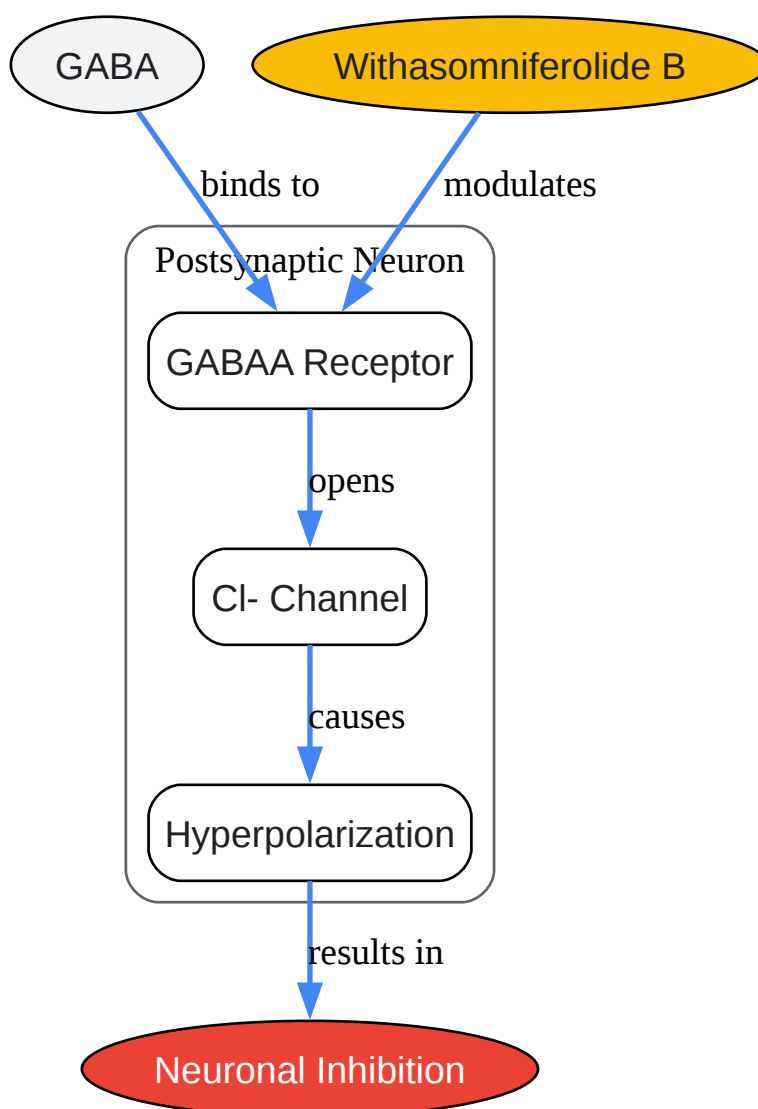 GABA
Withasomniferolide B
binds to
modulates
Postsynaptic Neuron
GABAA Receptor
opens
Cl- Channel
causes
Hyperpolarization
results in
Neuronal Inhibition